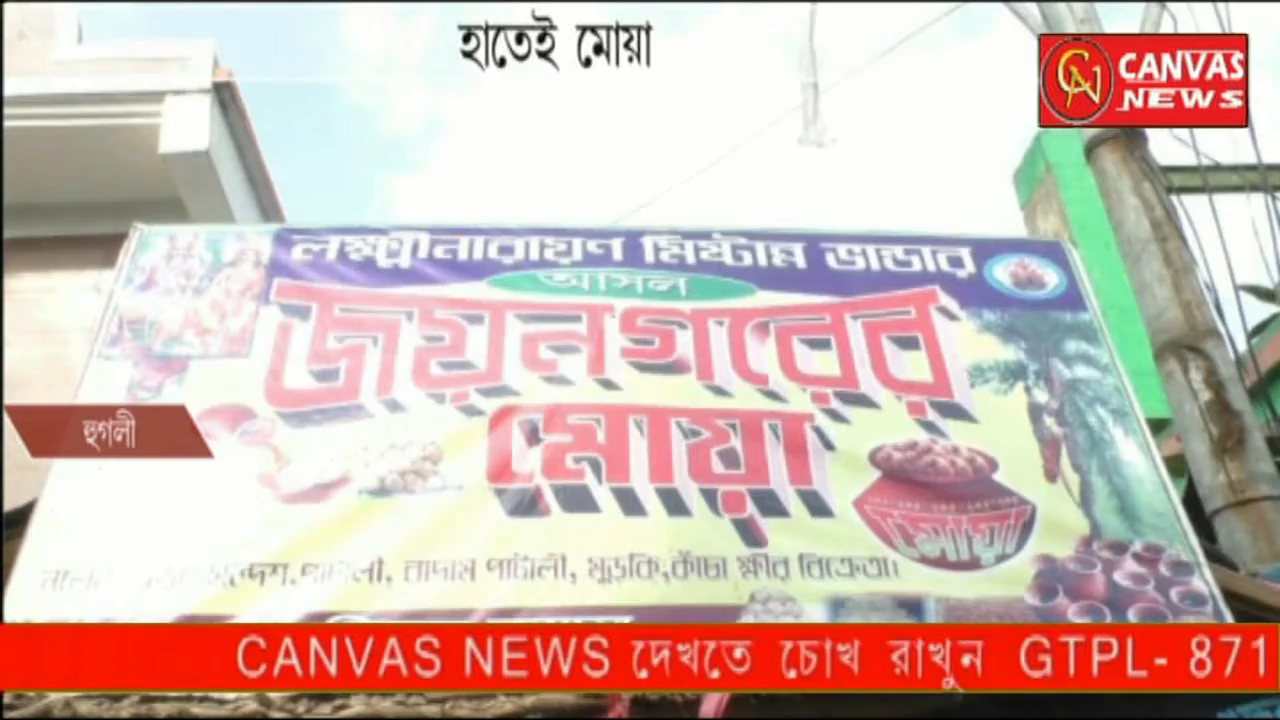 হাতেই মোয়া
CANVAS
NEWS
লক্ষ্মীনারায়ণ মিষ্টান্ন ভান্ডার
আসল
জয়নগরের
মোয়া
হুগলী
মোয়া
বাদাম পাটালী, মুড়কি,কাঁচা ক্ষীর বিক্রেতা।
CANVAS NEWS দেখতে চোখ রাখুন GTPL- 871